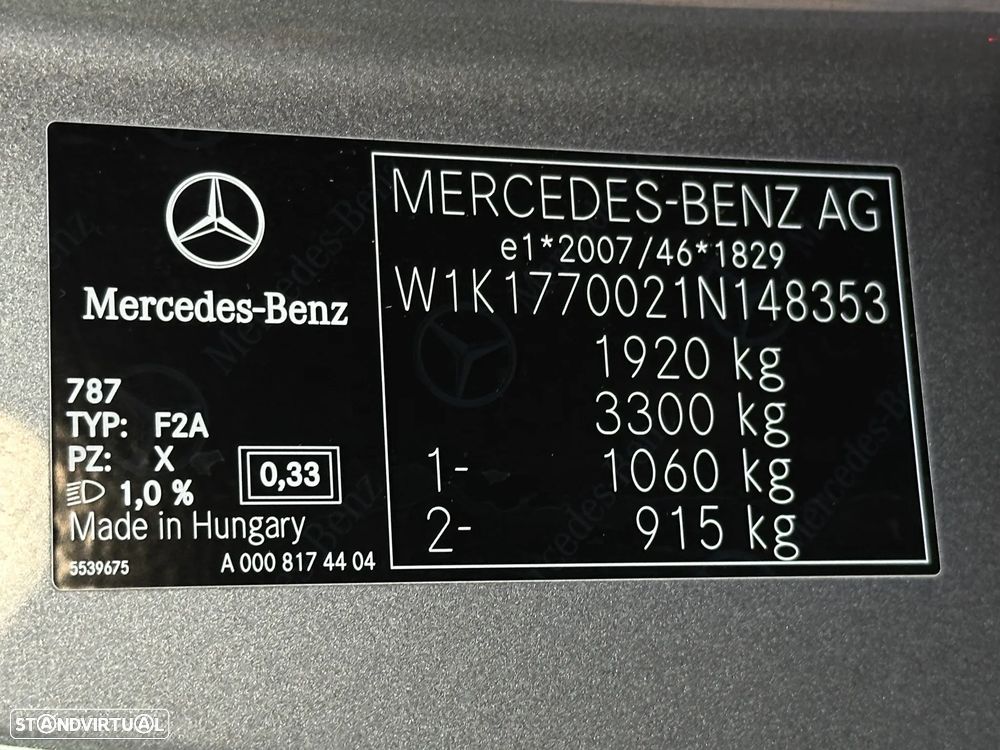 Mercedes-Benz
787
TYP: F2A
PZ: X
1,0 %
0,33
Made in Hungary
5539675
A 000 817 44 04
MERCEDES-BENZ AG
e1*2007/46*1829
W1K1770021N148353
1920 kg
3300 kg
1- 1060 kg
2- 915 kg
STANDVIRTUAL